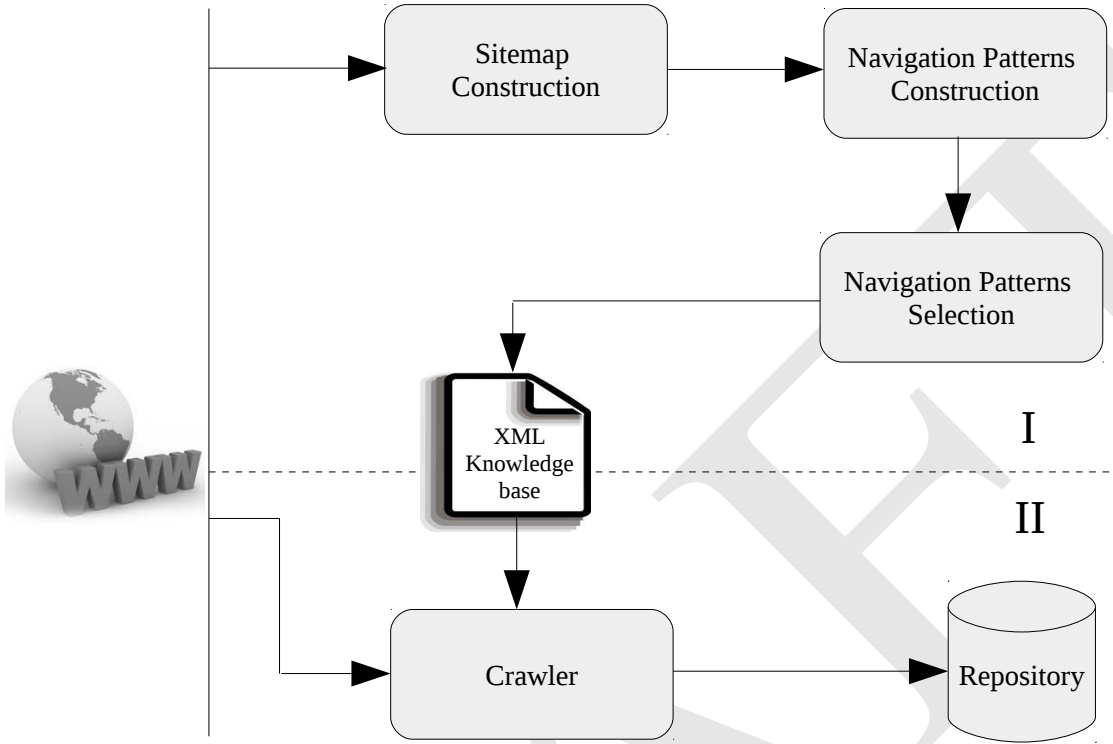 Sitemap
Construction
Navigation Patterns
Construction
Navigation Patterns
Selection
XML
Knowledge
base
I
WWW
II
Crawler
Repository